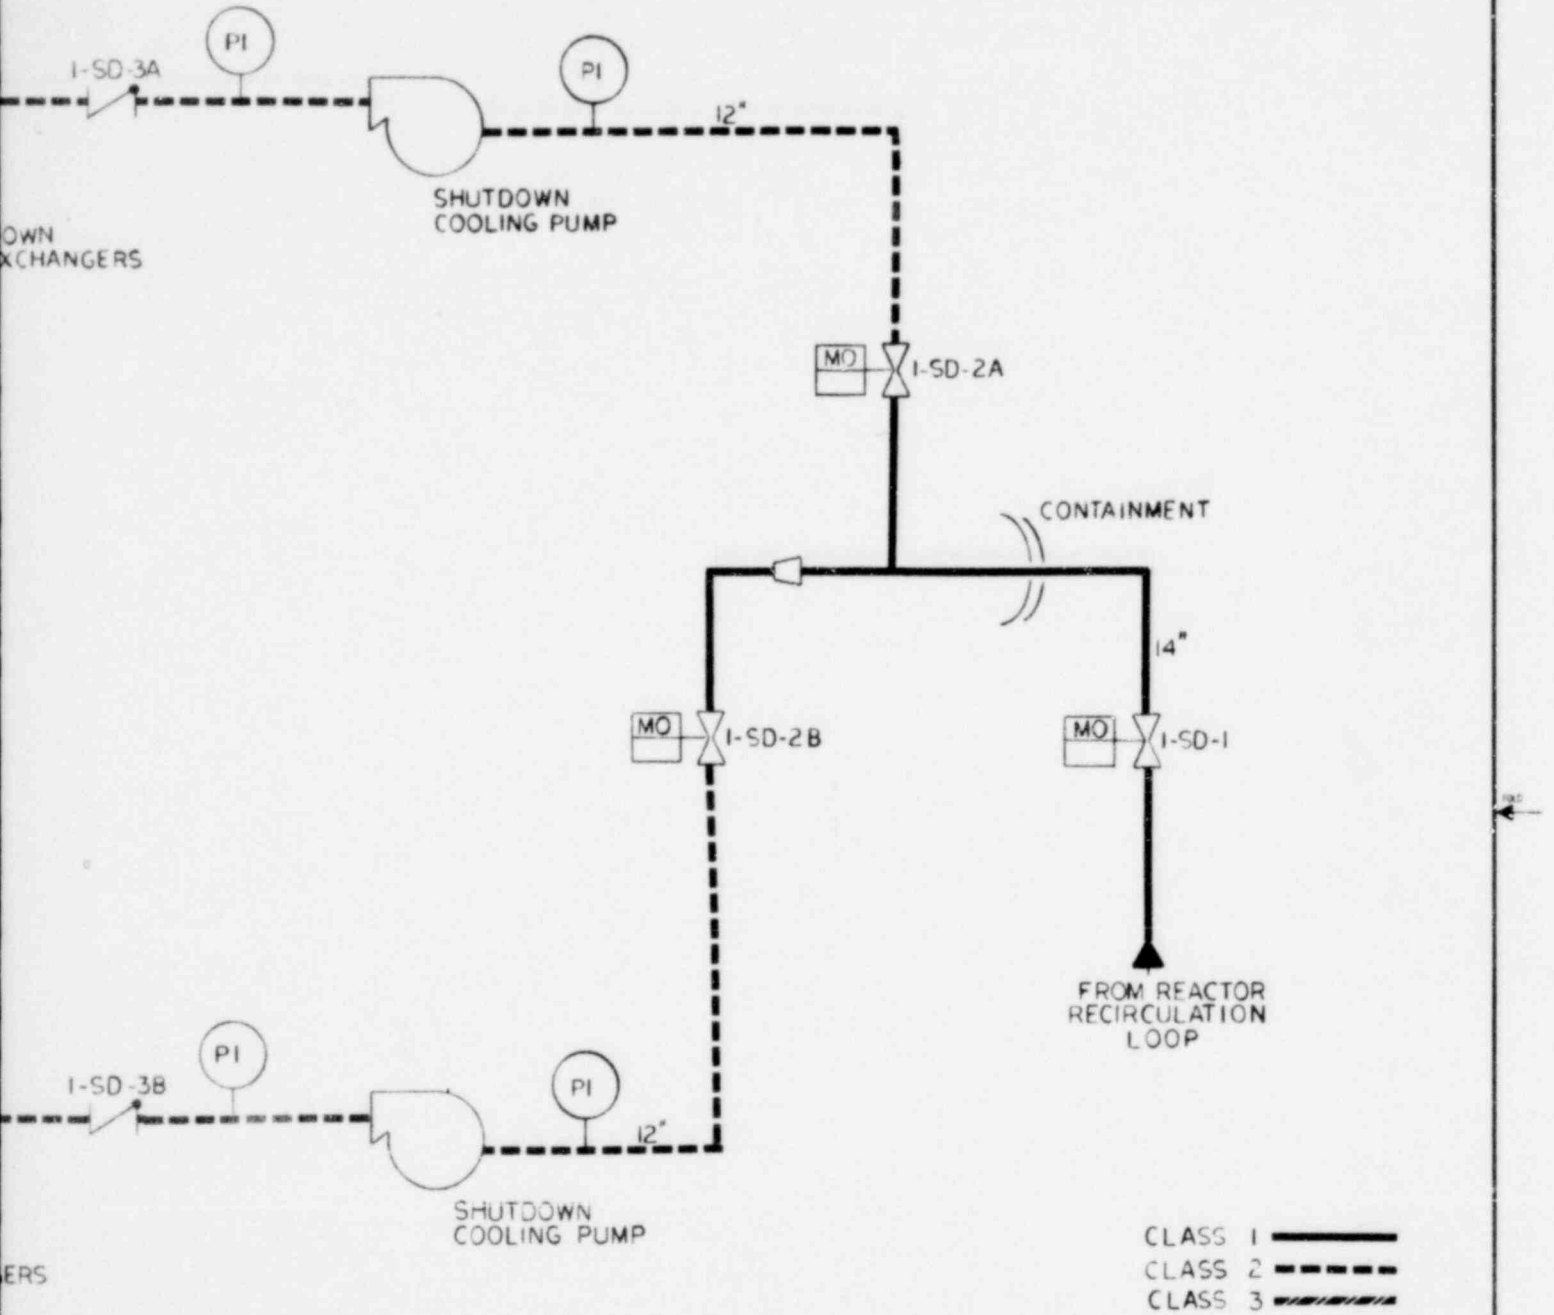 PI
PI
1-SD-3A
12"
SHUTDOWN
COOLING PUMP
OWN
XCHANGERS
MO
1-SD-2A
CONTAINMENT
14"
MO
1-SD-2B
MO
1-SD-1
FROM REACTOR
RECIRCULATION
LOOP
PI
PI
1-SD-3B
12"
SHUTDOWN
COOLING PUMP
ERS
CLASS 1
CLASS 2
CLASS 3